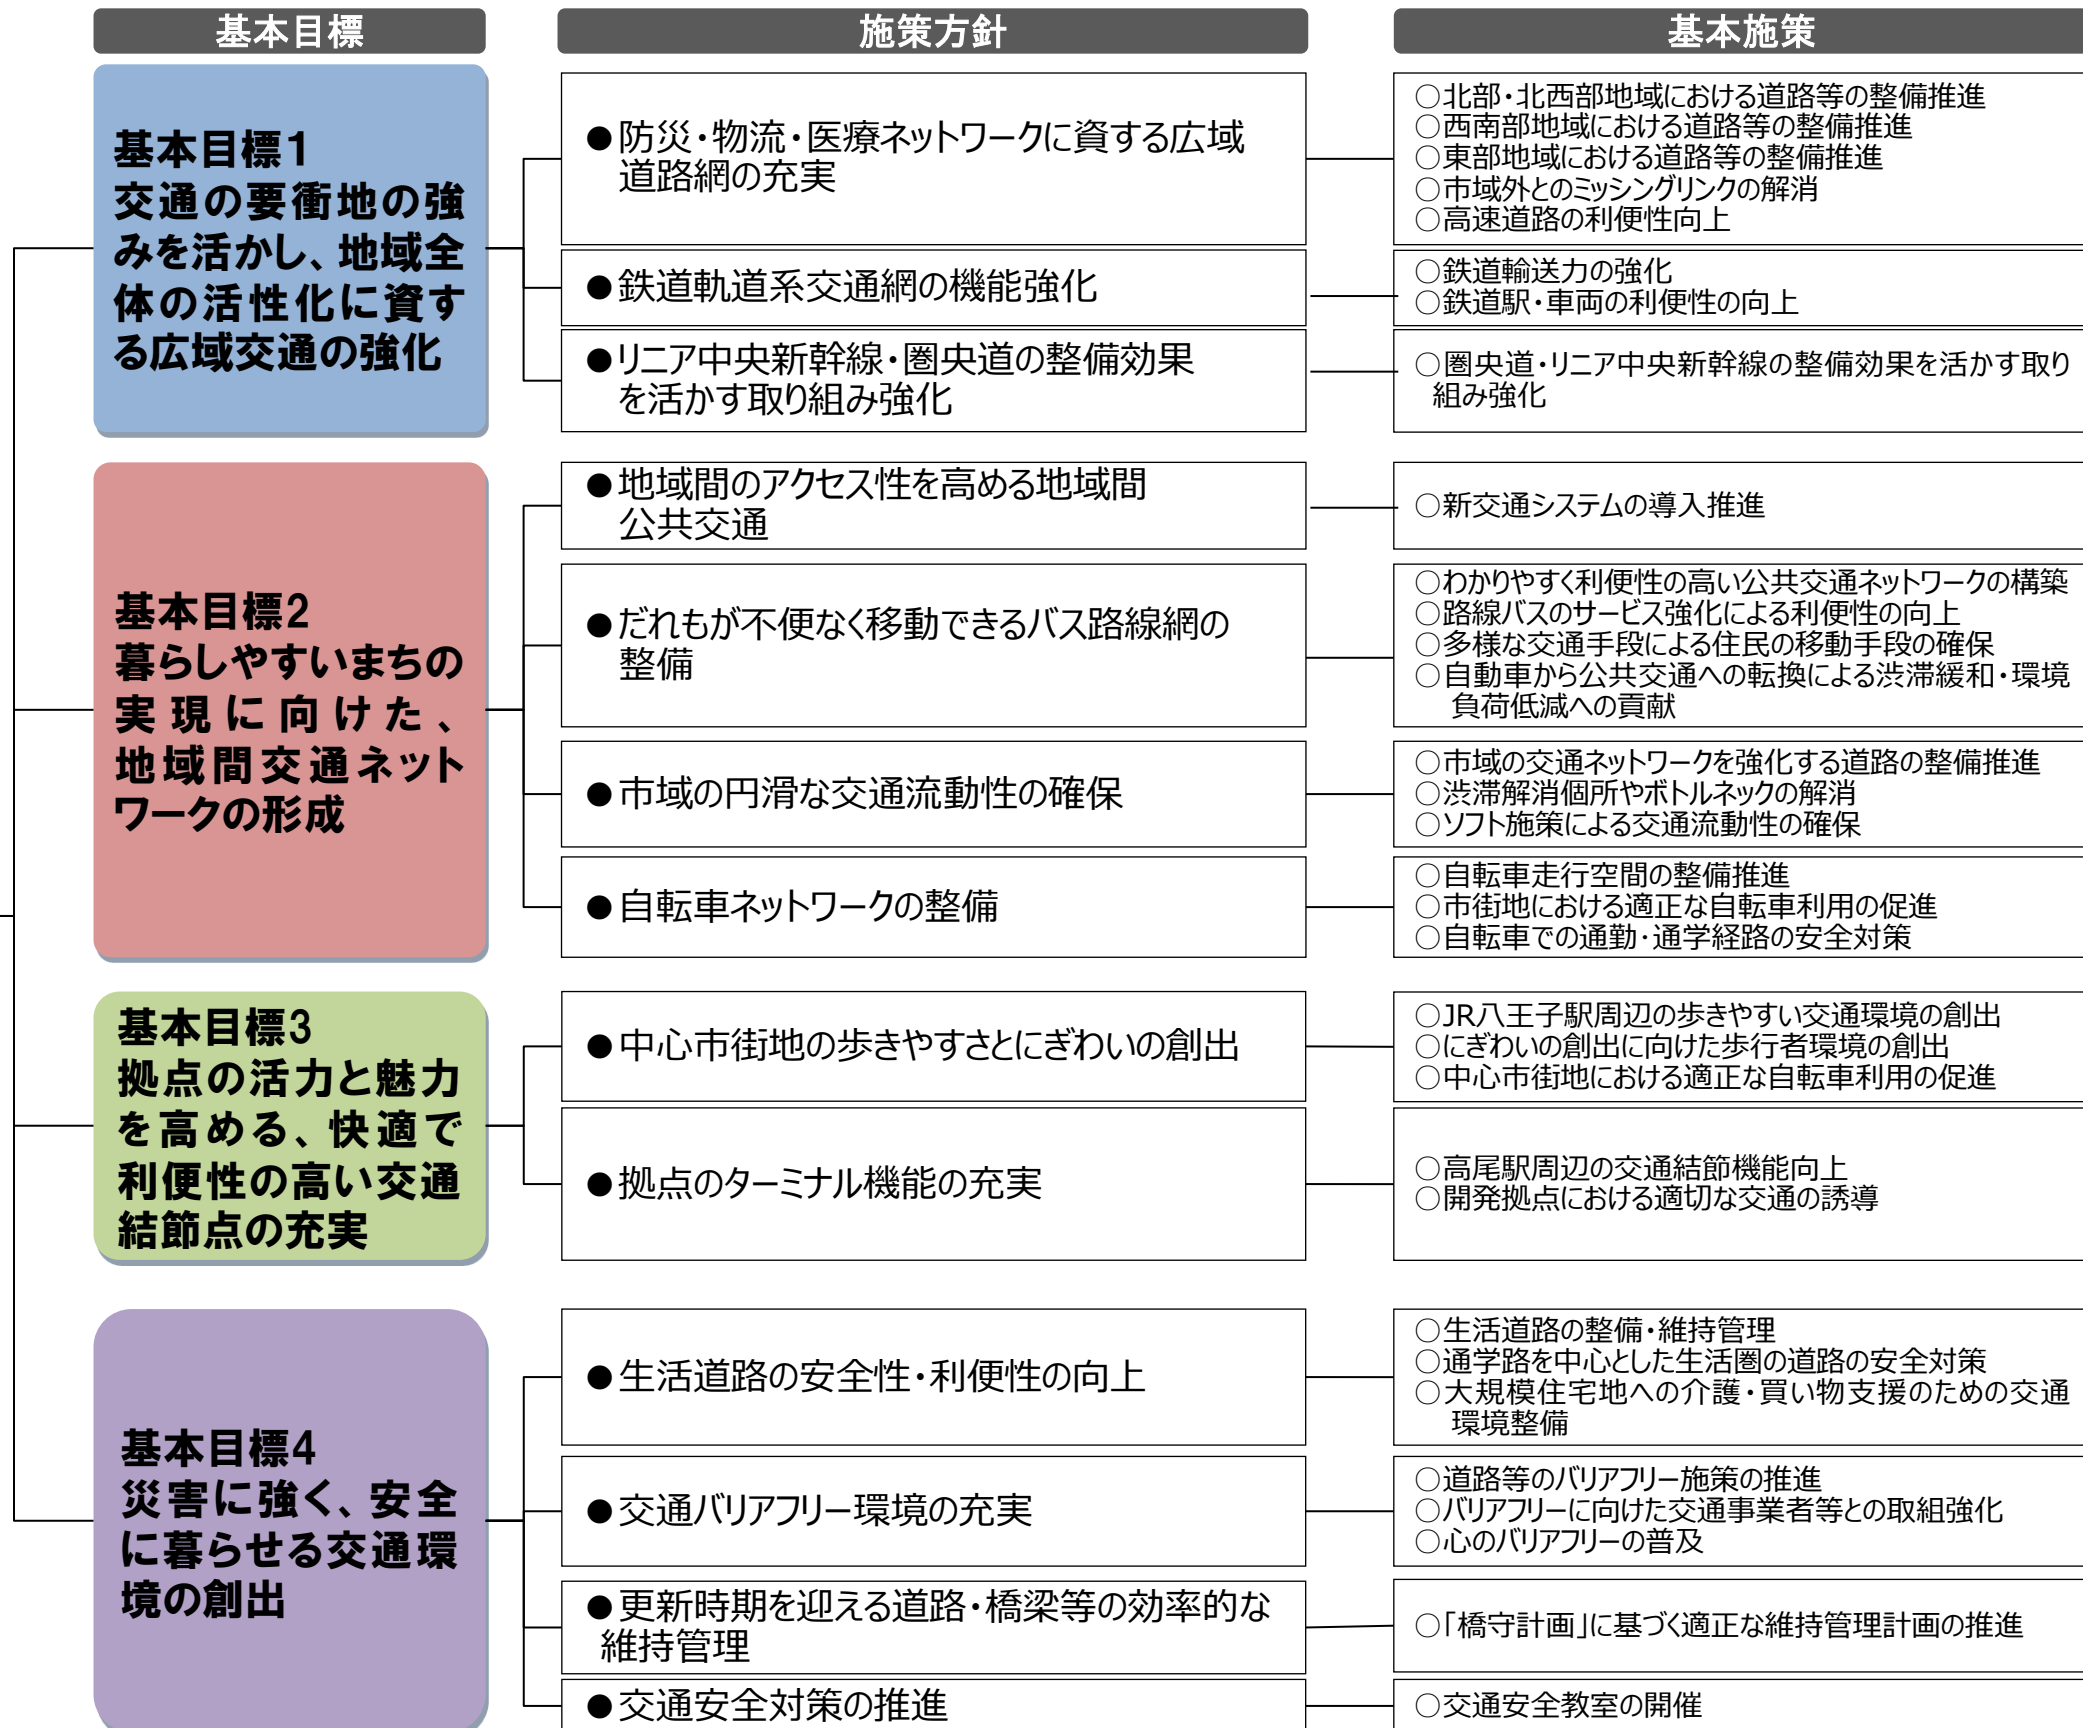 基本目標
施策方針
基本施策
基本目標1
交通の要衝地の強
みを活かし、地域全
体の活性化に資す
る広域交通の強化
●防災・物流・医療ネットワークに資する広域
道路網の充実
○北部・北西部地域における道路等の整備推進
○西南部地域における道路等の整備推進
○東部地域における道路等の整備推進
○市域外とのミッシングリンクの解消
○高速道路の利便性向上
●鉄道軌道系交通網の機能強化
○鉄道輸送力の強化
○鉄道駅・車両の利便性の向上
●リニア中央新幹線・圏央道の整備効果
を活かす取り組み強化
○圏央道・リニア中央新幹線の整備効果を活かす取り
組み強化
基本目標2
暮らしやすいまちの
実現に向けた、
地域間交通ネット
ワークの形成
●地域間のアクセス性を高める地域間
公共交通
○新交通システムの導入推進
●だれもが不便なく移動できるバス路線網の
整備
○わかりやすく利便性の高い公共交通ネットワークの構築
○路線バスのサービス強化による利便性の向上
○多様な交通手段による住民の移動手段の確保
○自動車から公共交通への転換による渋滞緩和・環境
負荷低減への貢献
●市域の円滑な交通流動性の確保
○市域の交通ネットワークを強化する道路の整備推進
○渋滞解消個所やボトルネックの解消
○ソフト施策による交通流動性の確保
●自転車ネットワークの整備
○自転車走行空間の整備推進
○市街地における適正な自転車利用の促進
○自転車での通勤・通学経路の安全対策
基本目標3
拠点の活力と魅力
を高める、快適で
利便性の高い交通
結節点の充実
●中心市街地の歩きやすさとにぎわいの創出
○JR八王子駅周辺の歩きやすい交通環境の創出
○にぎわいの創出に向けた歩行者環境の創出
○中心市街地における適正な自転車利用の促進
●拠点のターミナル機能の充実
○高尾駅周辺の交通結節機能向上
○開発拠点における適切な交通の誘導
基本目標4
災害に強く、安全
に暮らせる交通環
境の創出
●生活道路の安全性・利便性の向上
○生活道路の整備・維持管理
○通学路を中心とした生活圏の道路の安全対策
○大規模住宅地への介護・買い物支援のための交通
環境整備
●交通バリアフリー環境の充実
○道路等のバリアフリー施策の推進
○バリアフリーに向けた交通事業者等との取組強化
○心のバリアフリーの普及
●更新時期を迎える道路・橋梁等の効率的な
維持管理
○「橋守計画」に基づく適正な維持管理計画の推進
●交通安全対策の推進
○交通安全教室の開催